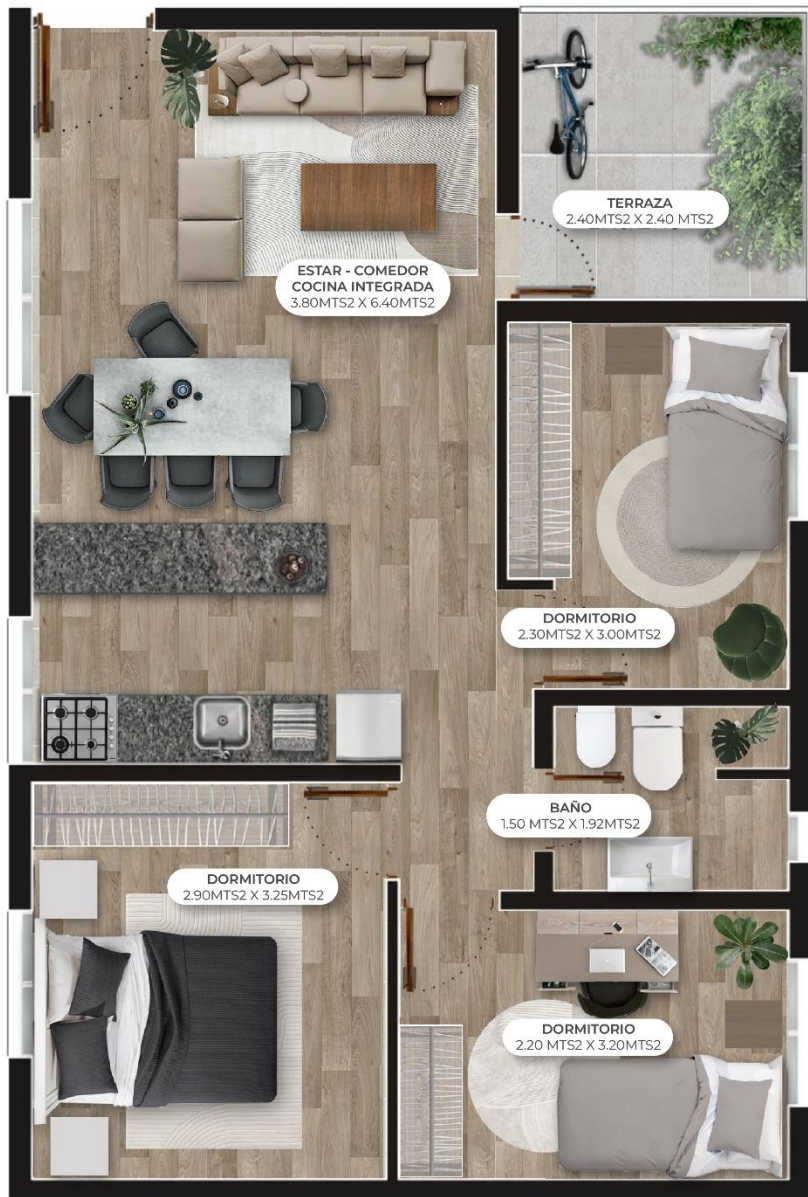 TERRAZA
2.40MTS2 X 2.40 MTS2
ESTAR - COMEDOR
COCINA INTEGRADA
3.80MTS2 X 6.40MTS2
DORMITORIO
2.30MTS2 X 3.00MTS2
BAÑO
1.50 MTS2 X 1.92MTS2
DORMITORIO
2.90MTS2 X 3.25MTS2
DORMITORIO
2.20 MTS2 X 3.20MTS2